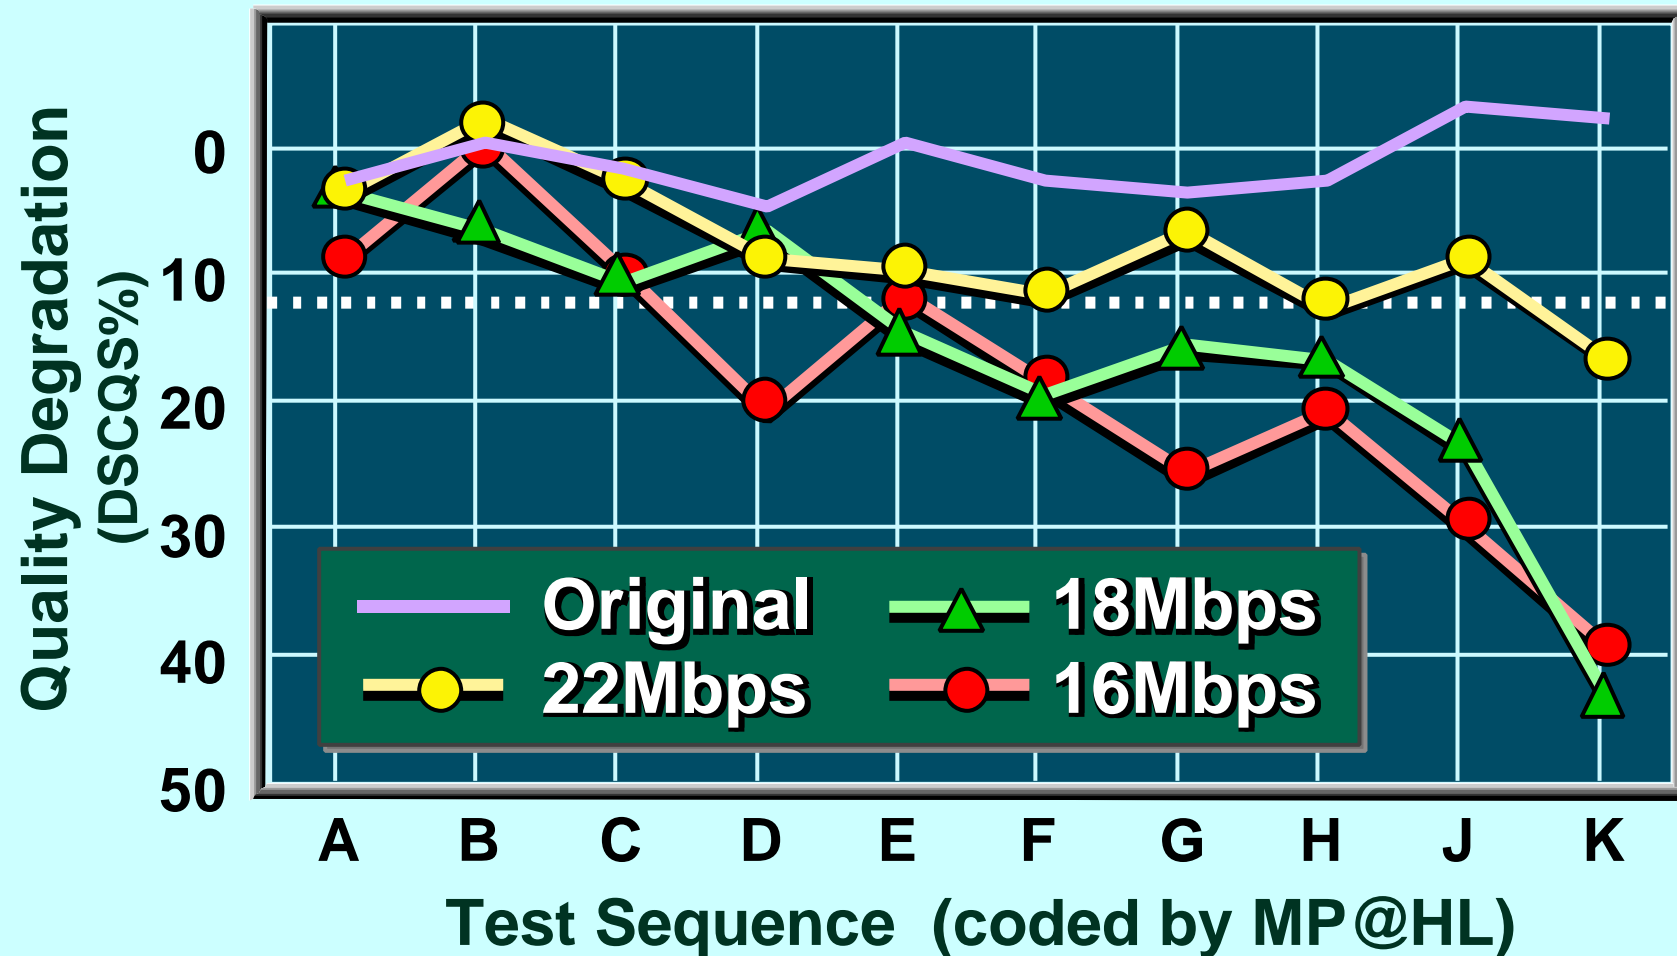 Quality Degradation
(DSCQS%)
0
10
20
30
40
50
Original
18Mbps
22Mbps
16Mbps
A B C D E F G H J K
Test Sequence (coded by MP@HL)